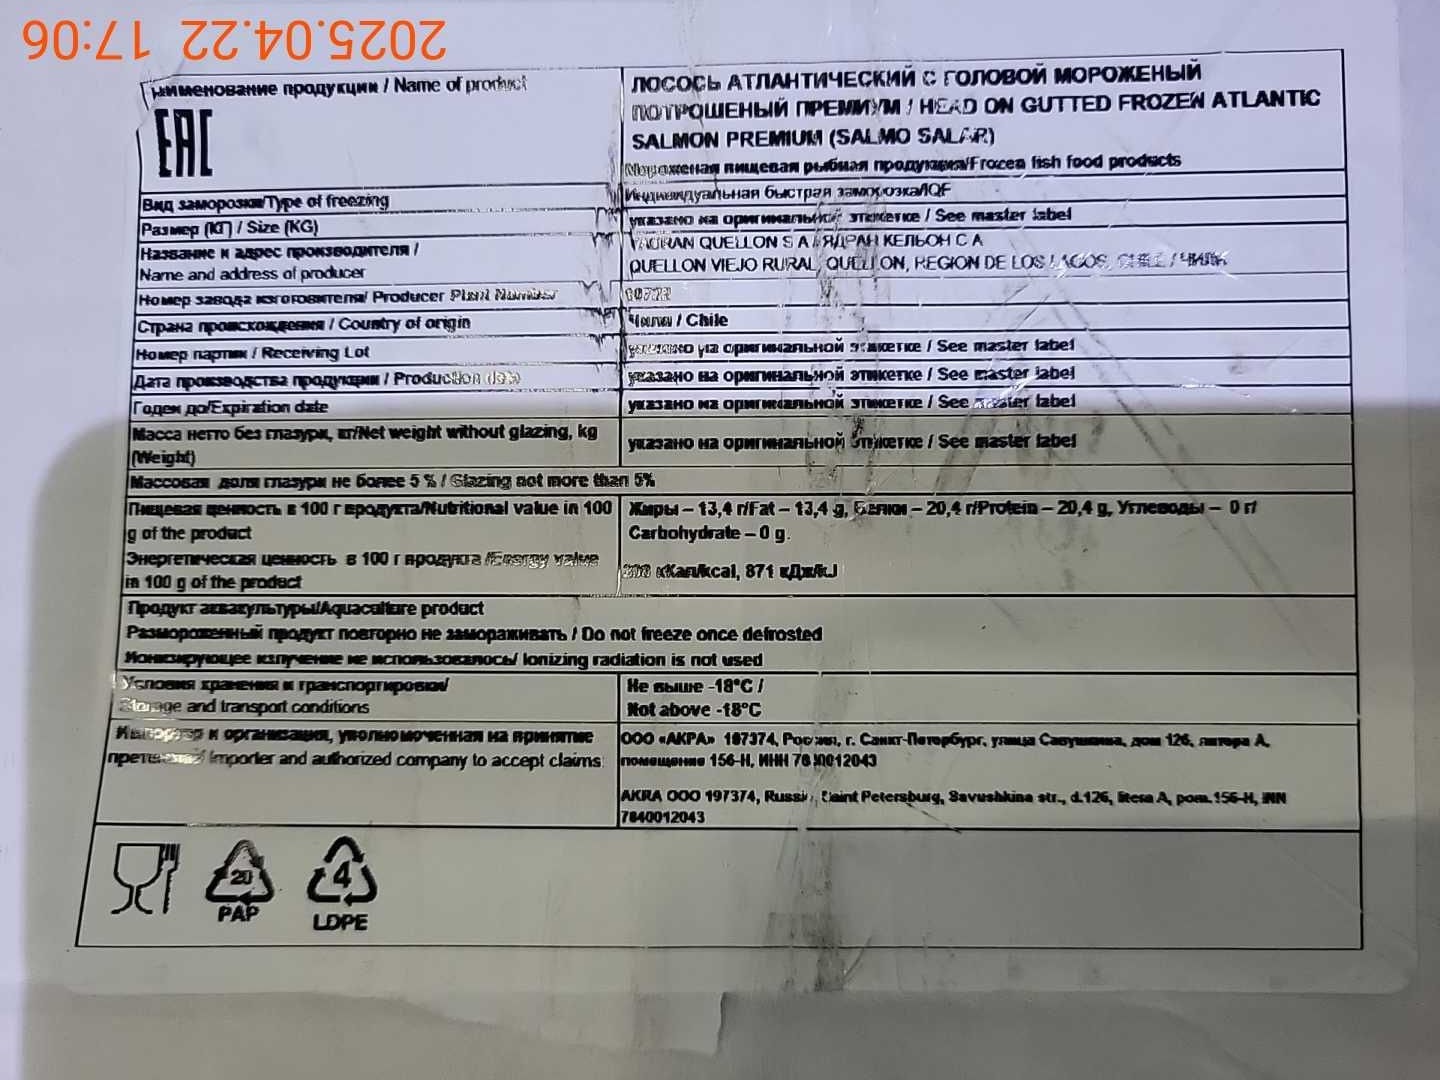 2025.04.22 17:06
Наименование продукции / Name of product
EAC
ЛОСОСЬ АТЛАНТИЧЕСКИЙ С ГОЛОВОЙ МОРОЖЕНЫЙ
ПОТРОШЕНЫЙ ПРЕМИУМ / HEAD ON GUTTED FROZEN ATLANTIC
SALMON PREMIUM (SALMO SALAR)
Мороженая пищевая рыбная продукция/Frozen fish food products
Вид заморозки/Type of freezing
Индивидуальная быстрая заморозка/IQF
Размер (КГ) / Size (KG)
указано на оригинальной этикетке / See master label
Название и адрес производителя /
Name and address of producer
YADRAN QUELLON S A / ЯДРАН КЕЛЬОН С А
QUELLON VIEJO RURAL, QUELLON, REGION DE LOS LAGOS, CHILE / ЧИЛИ
Номер завода изготовителя/ Producer Plant Number
Страна происхождения / Country of origin
Чили / Chile
Номер партии / Receiving Lot
указано на оригинальной этикетке / See master label
Дата производства продукции / Production date
указано на оригинальной этикетке / See master label
Годен до/Expiration date
указано на оригинальной этикетке / See master label
Масса нетто без глазури, кг/Net weight without glazing, kg
(Weight)
указано на оригинальной этикетке / See master label
Массовая доля глазури не более 5 % / Glazing not more than 5%
Пищевая ценность в 100 г продукта/Nutritional value in 100
g of the product
Жиры – 13,4 г/Fat – 13,4 g, Белки – 20,4 г/Protein – 20,4 g, Углеводы – 0 г/
Carbohydrate – 0 g.
Энергетическая ценность в 100 г продукта /Energy value
in 100 g of the product
кКал/kcal, 871 кДж/kJ
Продукт аквакультуры/Aquaculture product
Размороженный продукт повторно не замораживать / Do not freeze once defrosted
Ионизирующее излучение не использовалось/ Ionizing radiation is not used
Условия хранения и транспортировки/
Storage and transport conditions
Не выше -18°C /
Not above -18°C
Импортер и организация, уполномоченная на принятие
претензий/ Importer and authorized company to accept claims:
ООО «АКРА» 197374, Россия, г. Санкт-Петербург, улица Савушкина, дом 126, литера А,
помещение 156-Н, ИНН 7840012043
AKRA OOO 197374, Russia, Saint Petersburg, Savushkina str., d.126, litera A, pom.156-H, INN
7840012043
20
PAP
4
LDPE